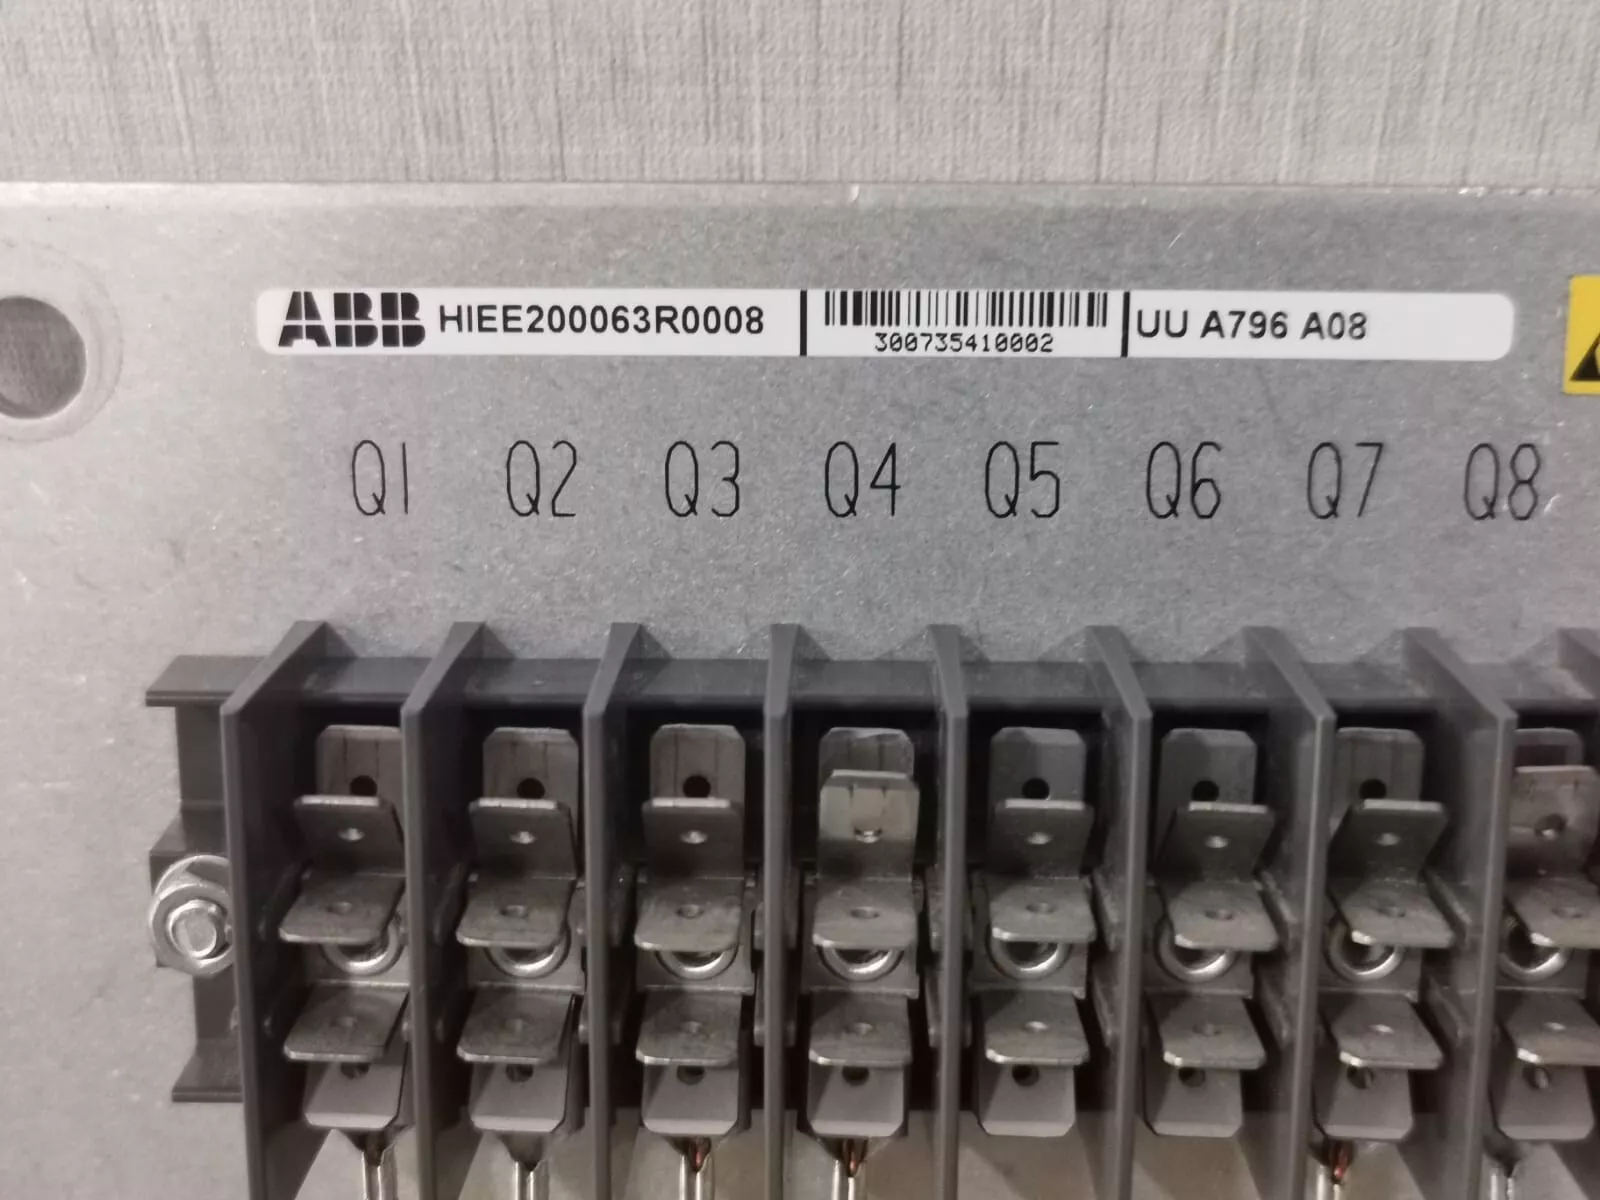 ABB HIEE200063R0008 300735410002 UU A796 A08
Q1 Q2 Q3 Q4 Q5 Q6 Q7 Q8